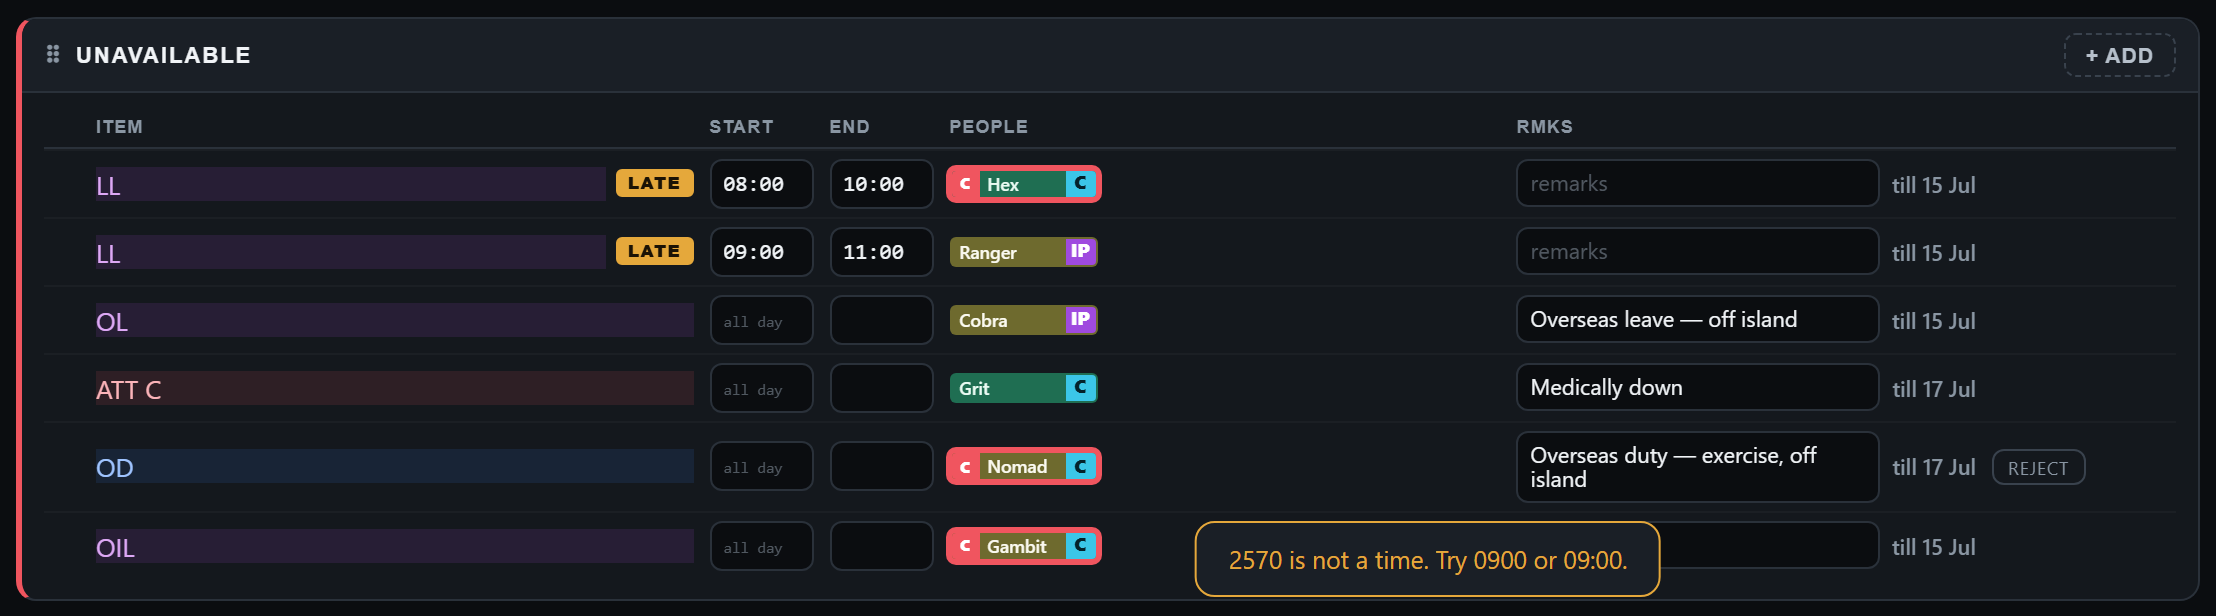 UNAVAILABLE
+ ADD
ITEM START END PEOPLE RMKS
LL LATE 08:00 10:00 C Hex C remarks till 15 Jul
LL LATE 09:00 11:00 Ranger IP remarks till 15 Jul
OL all day Cobra IP Overseas leave — off island till 15 Jul
ATT C all day Grit C Medically down till 17 Jul
OD all day C Nomad C Overseas duty — exercise, off island till 17 Jul REJECT
OIL all day C Gambit C till 15 Jul
2570 is not a time. Try 0900 or 09:00.